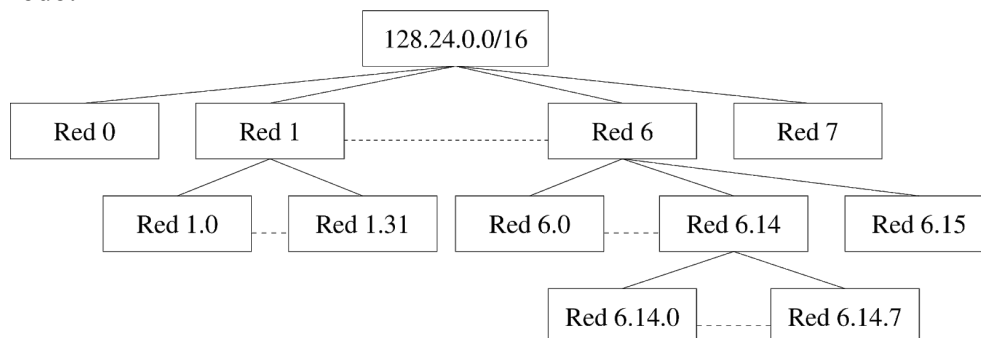 128.24.0.0/16
Red 0
Red 1
Red 6
Red 7
Red 1.0
Red 1.31
Red 6.0
Red 6.14
Red 6.15
Red 6.14.0
Red 6.14.7